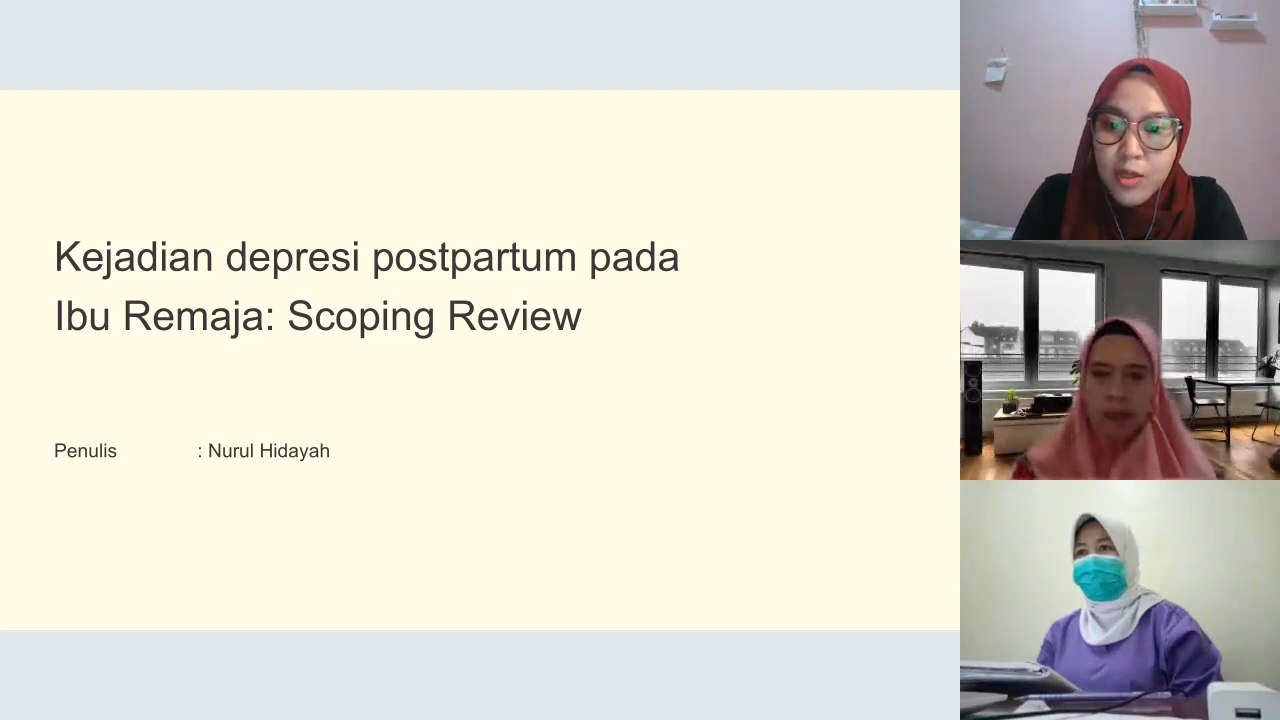 Kejadian depresi postpartum pada
Ibu Remaja: Scoping Review
Penulis : Nurul Hidayah